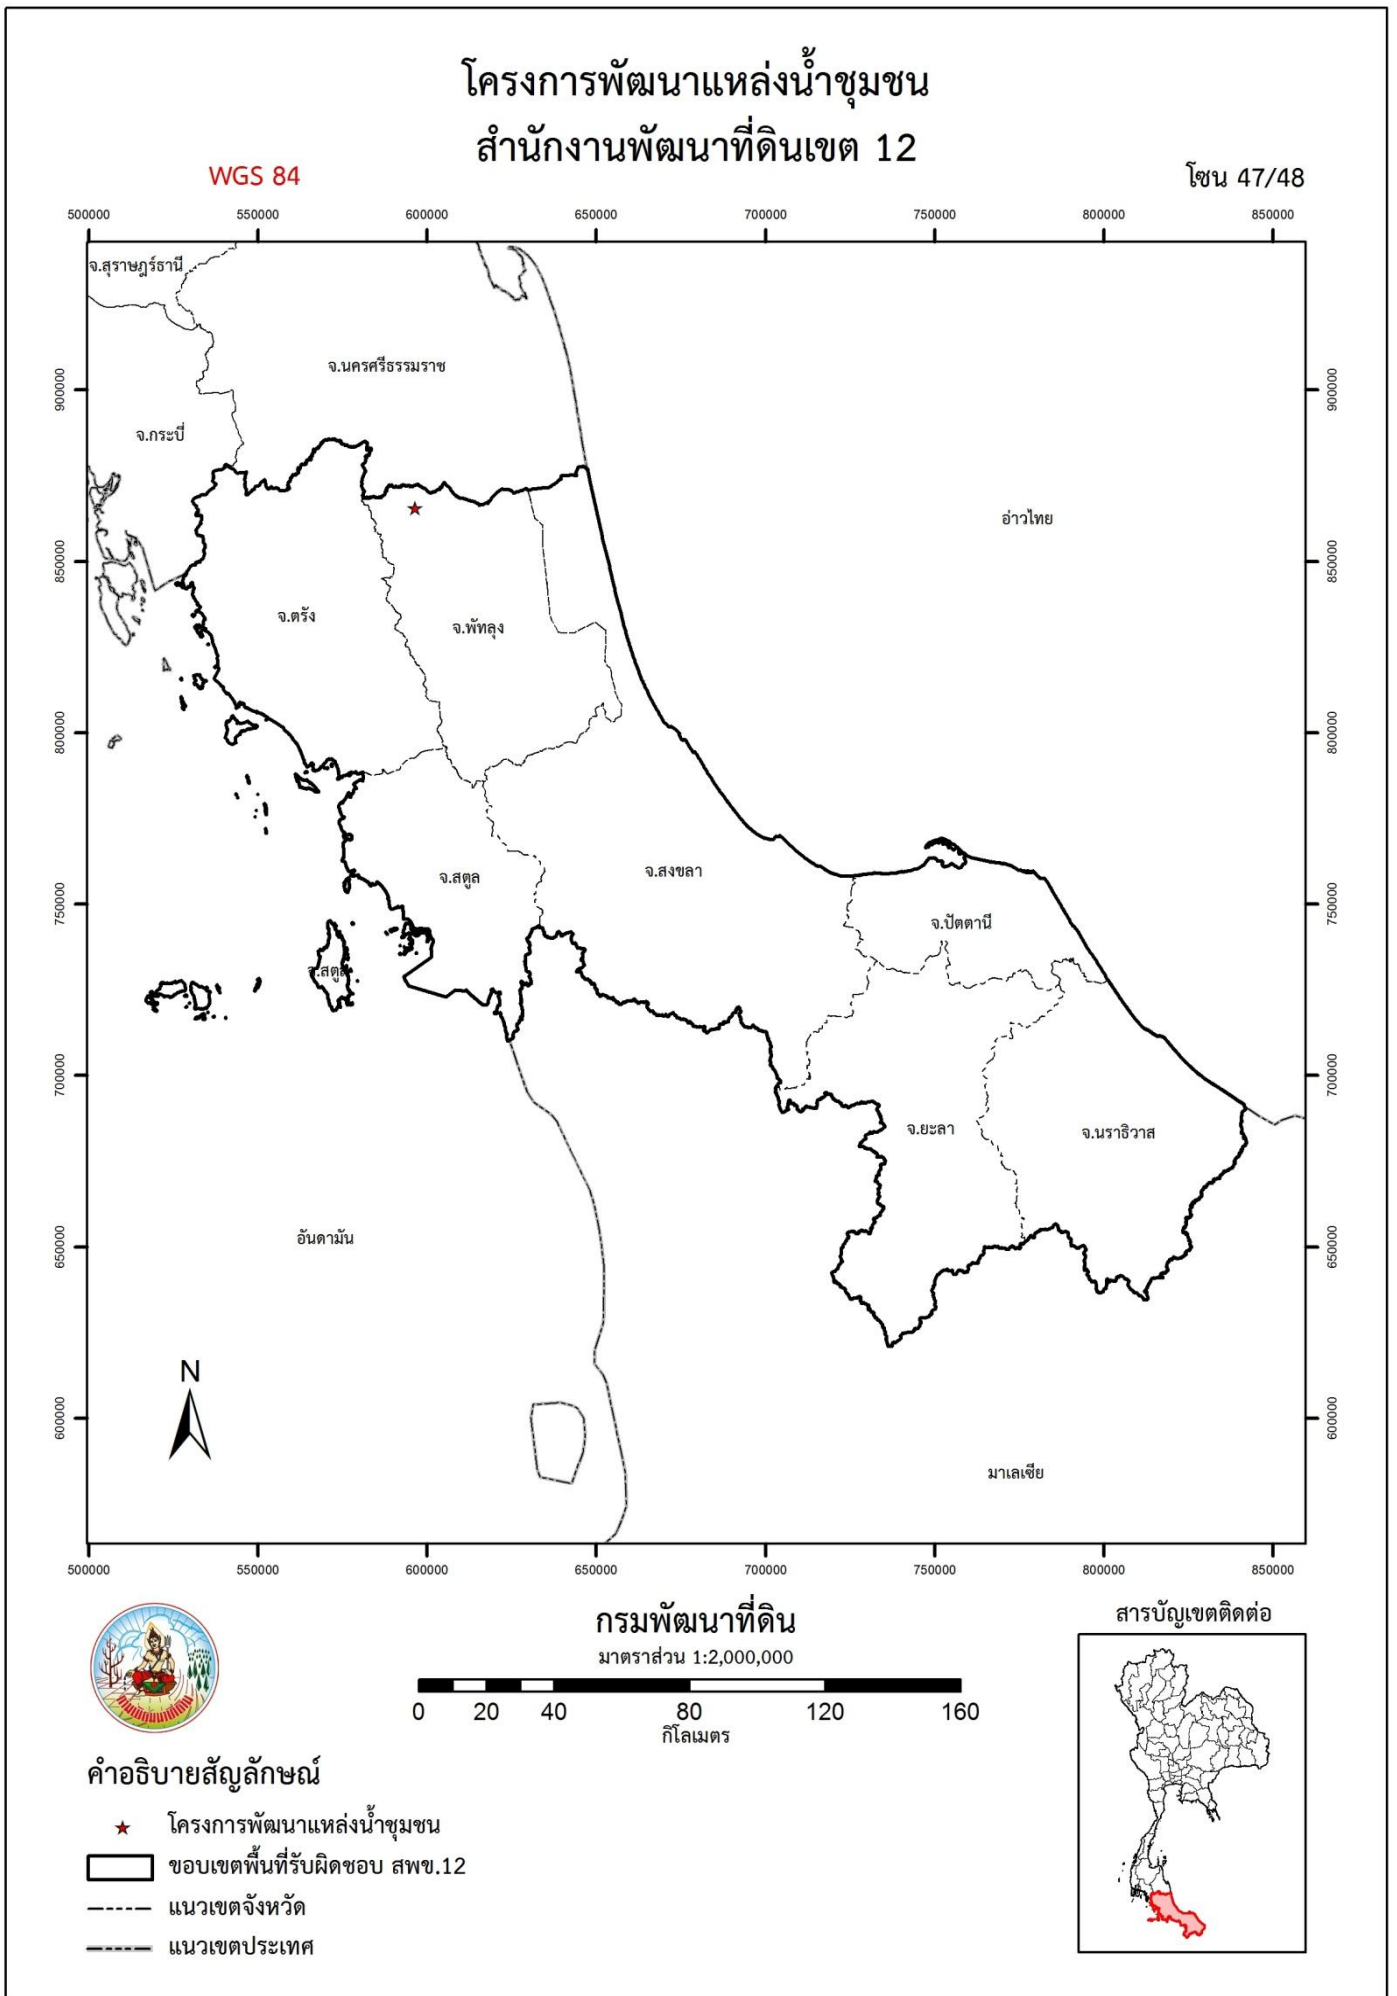 โครงการพัฒนาแหล่งน้ำชุมชน
สำนักงานพัฒนาที่ดินเขต 12
WGS 84
โซน 47/48
500000 550000 600000 650000 700000 750000 800000 850000
จ.สุราษฎร์ธานี
จ.นครศรีธรรมราช
900000 900000
จ.กระบี่
อ่าวไทย
850000 850000
จ.ตรัง
จ.พัทลุง
800000 800000
จ.สงขลา
จ.สตูล
750000 750000
จ.ปัตตานี
จ.สตูล
700000 700000
จ.ยะลา
จ.นราธิวาส
อันดามัน
650000 650000
N
600000 600000
มาเลเซีย
500000 550000 600000 650000 700000 750000 800000 850000
กรมพัฒนาที่ดิน
มาตราส่วน 1:2,000,000
0 20 40 80 120 160
กิโลเมตร
สารบัญเขตติดต่อ
กรมพัฒนาที่ดิน
คำอธิบายสัญลักษณ์
โครงการพัฒนาแหล่งน้ำชุมชน
ขอบเขตพื้นที่รับผิดชอบ สพข.12
แนวเขตจังหวัด
แนวเขตประเทศ